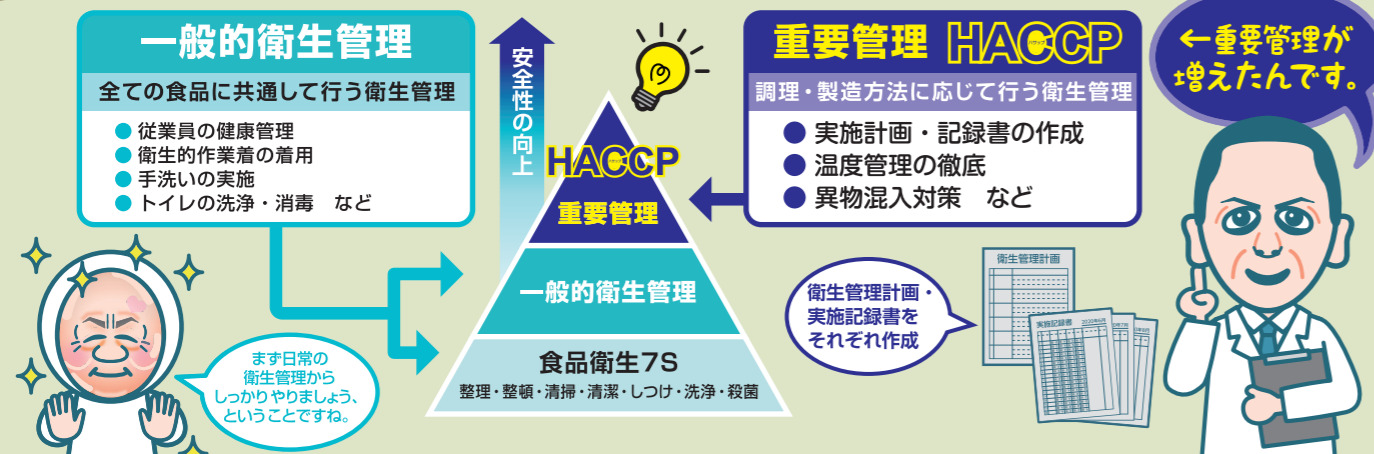 一般的衛生管理
全ての食品に共通して行う衛生管理
● 従業員の健康管理
● 衛生的作業着の着用
● 手洗いの実施
● トイレの洗浄・消毒　など
安全性の向上
HACCP
重要管理
一般的衛生管理
食品衛生7S
整理・整頓・清掃・清潔・しつけ・洗浄・殺菌
重要管理 HACCP
調理・製造方法に応じて行う衛生管理
● 実施計画・記録書の作成
● 温度管理の徹底
● 異物混入対策　など
←重要管理が
増えたんです。
まず日常の
衛生管理から
しっかりやりましょう、
ということですね。
衛生管理計画・
実施記録書を
それぞれ作成
衛生管理計画
実施記録書